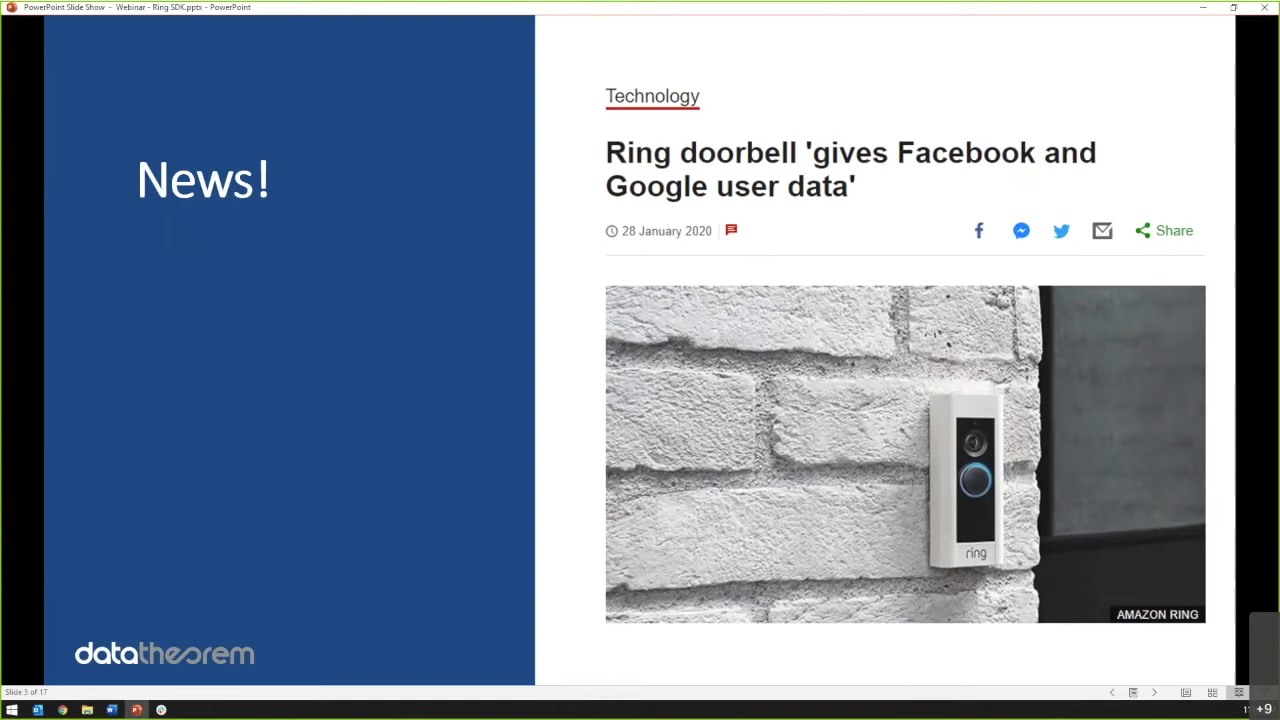 PowerPoint Slide Show - Webinar - Ring SDK.pptx - PowerPoint
News!
Technology
Ring doorbell 'gives Facebook and
Google user data'
28 January 2020
Share
ring
AMAZON RING
datatheorem
Slide 3 of 17
+9